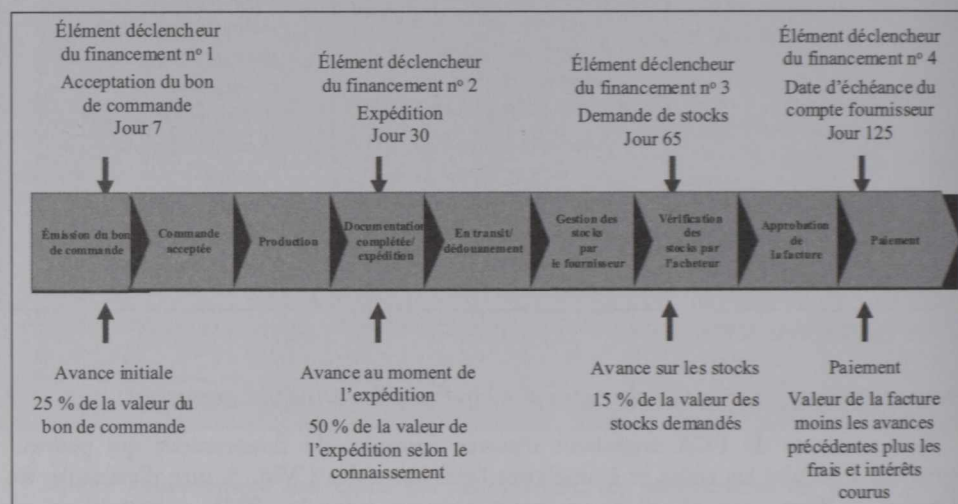 Élément déclencheur
du financement nº 1
Acceptation du bon
de commande
Jour 7
Élément déclencheur
du financement nº 2
Expédition
Jour 30
Élément déclencheur
du financement nº 3
Demande de stocks
Jour 65
Élément déclencheur
du financement nº 4
Date d’échéance du
compte fournisseur
Jour 125
Émission du bon
de commande
Commande
acceptée
Production
Documentation
complétée/
expédition
En transit/
dédouanement
Gestion des
stocks
par
le fournisseur
Vérification
des
stocks par
l'acheteur
Approbation
de
la facture
Paiement
Avance initiale
25 % de la valeur du
bon de commande
Avance au moment de
l’expédition
50 % de la valeur de
l’expédition selon le
connaissement
Avance sur les stocks
15 % de la valeur des
stocks demandés
Paiement
Valeur de la facture
moins les avances
précédentes plus les
frais et intérêts
courus